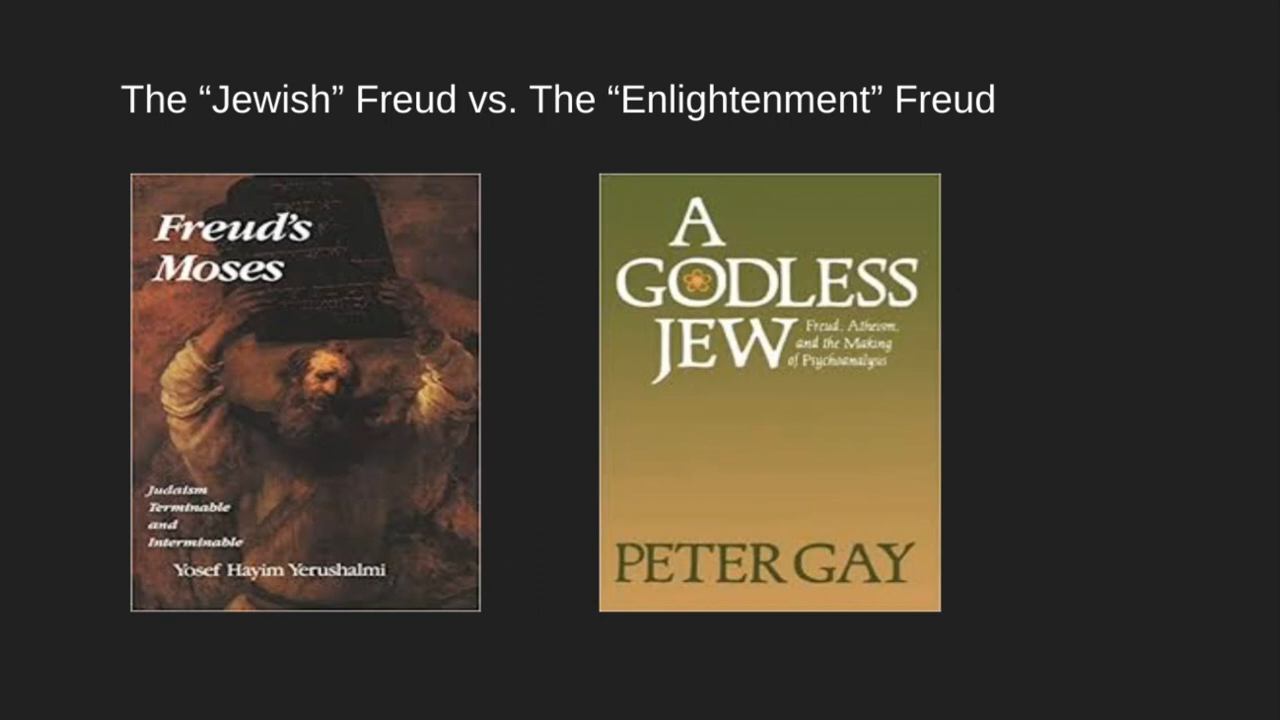 The “Jewish” Freud vs. The “Enlightenment” Freud
Freud's
Moses
Judaism
Terminable
and
Interminable
Yosef Hayim Yerushalmi
A
GODLESS
JEW
Freud, Atheism,
and the Making
of Psychoanalysis
PETER GAY